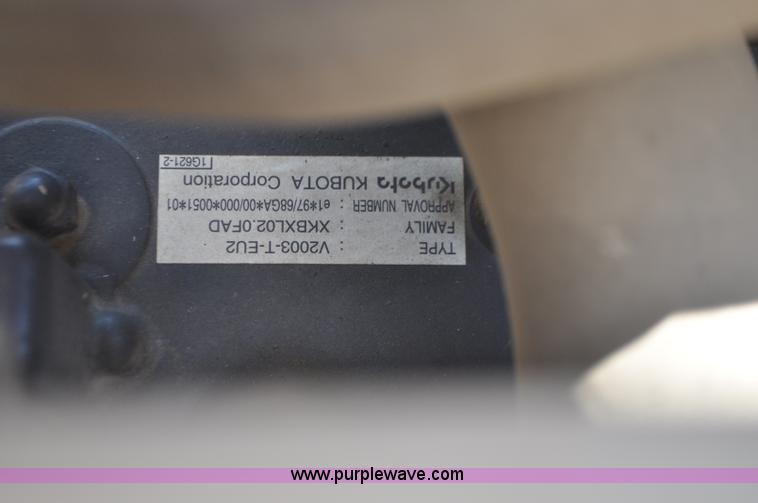 TYPE : V2003-T-EU2
FAMILY : XKBXL02.0FAD
APPROVAL NUMBER : e1*97/68GA*00/000*0051*01
Kubota KUBOTA Corporation
1G621-2
www.purplewave.com